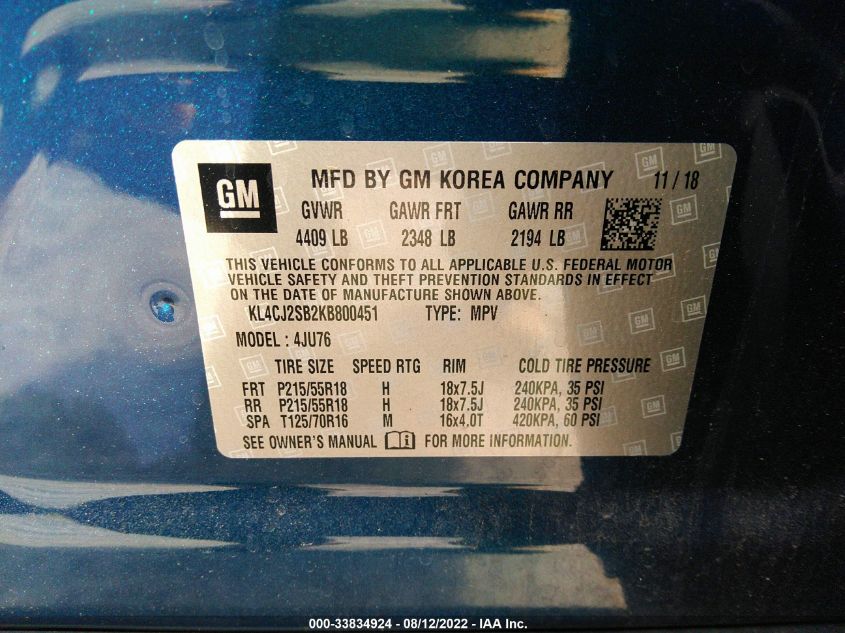 GM MFD BY GM KOREA COMPANY 11 / 18
GVWR GAWR FRT GAWR RR
4409 LB 2348 LB 2194 LB
THIS VEHICLE CONFORMS TO ALL APPLICABLE U.S. FEDERAL MOTOR
VEHICLE SAFETY AND THEFT PREVENTION STANDARDS IN EFFECT
ON THE DATE OF MANUFACTURE SHOWN ABOVE.
KL4CJ2SB2KB800451 TYPE: MPV
MODEL : 4JU76
TIRE SIZE SPEED RTG RIM COLD TIRE PRESSURE
FRT P215/55R18 H 18x7.5J 240KPA, 35 PSI
RR P215/55R18 H 18x7.5J 240KPA, 35 PSI
SPA T125/70R16 M 16x4.0T 420KPA, 60 PSI
SEE OWNER'S MANUAL FOR MORE INFORMATION.
000-33834924 - 08/12/2022 - IAA Inc.